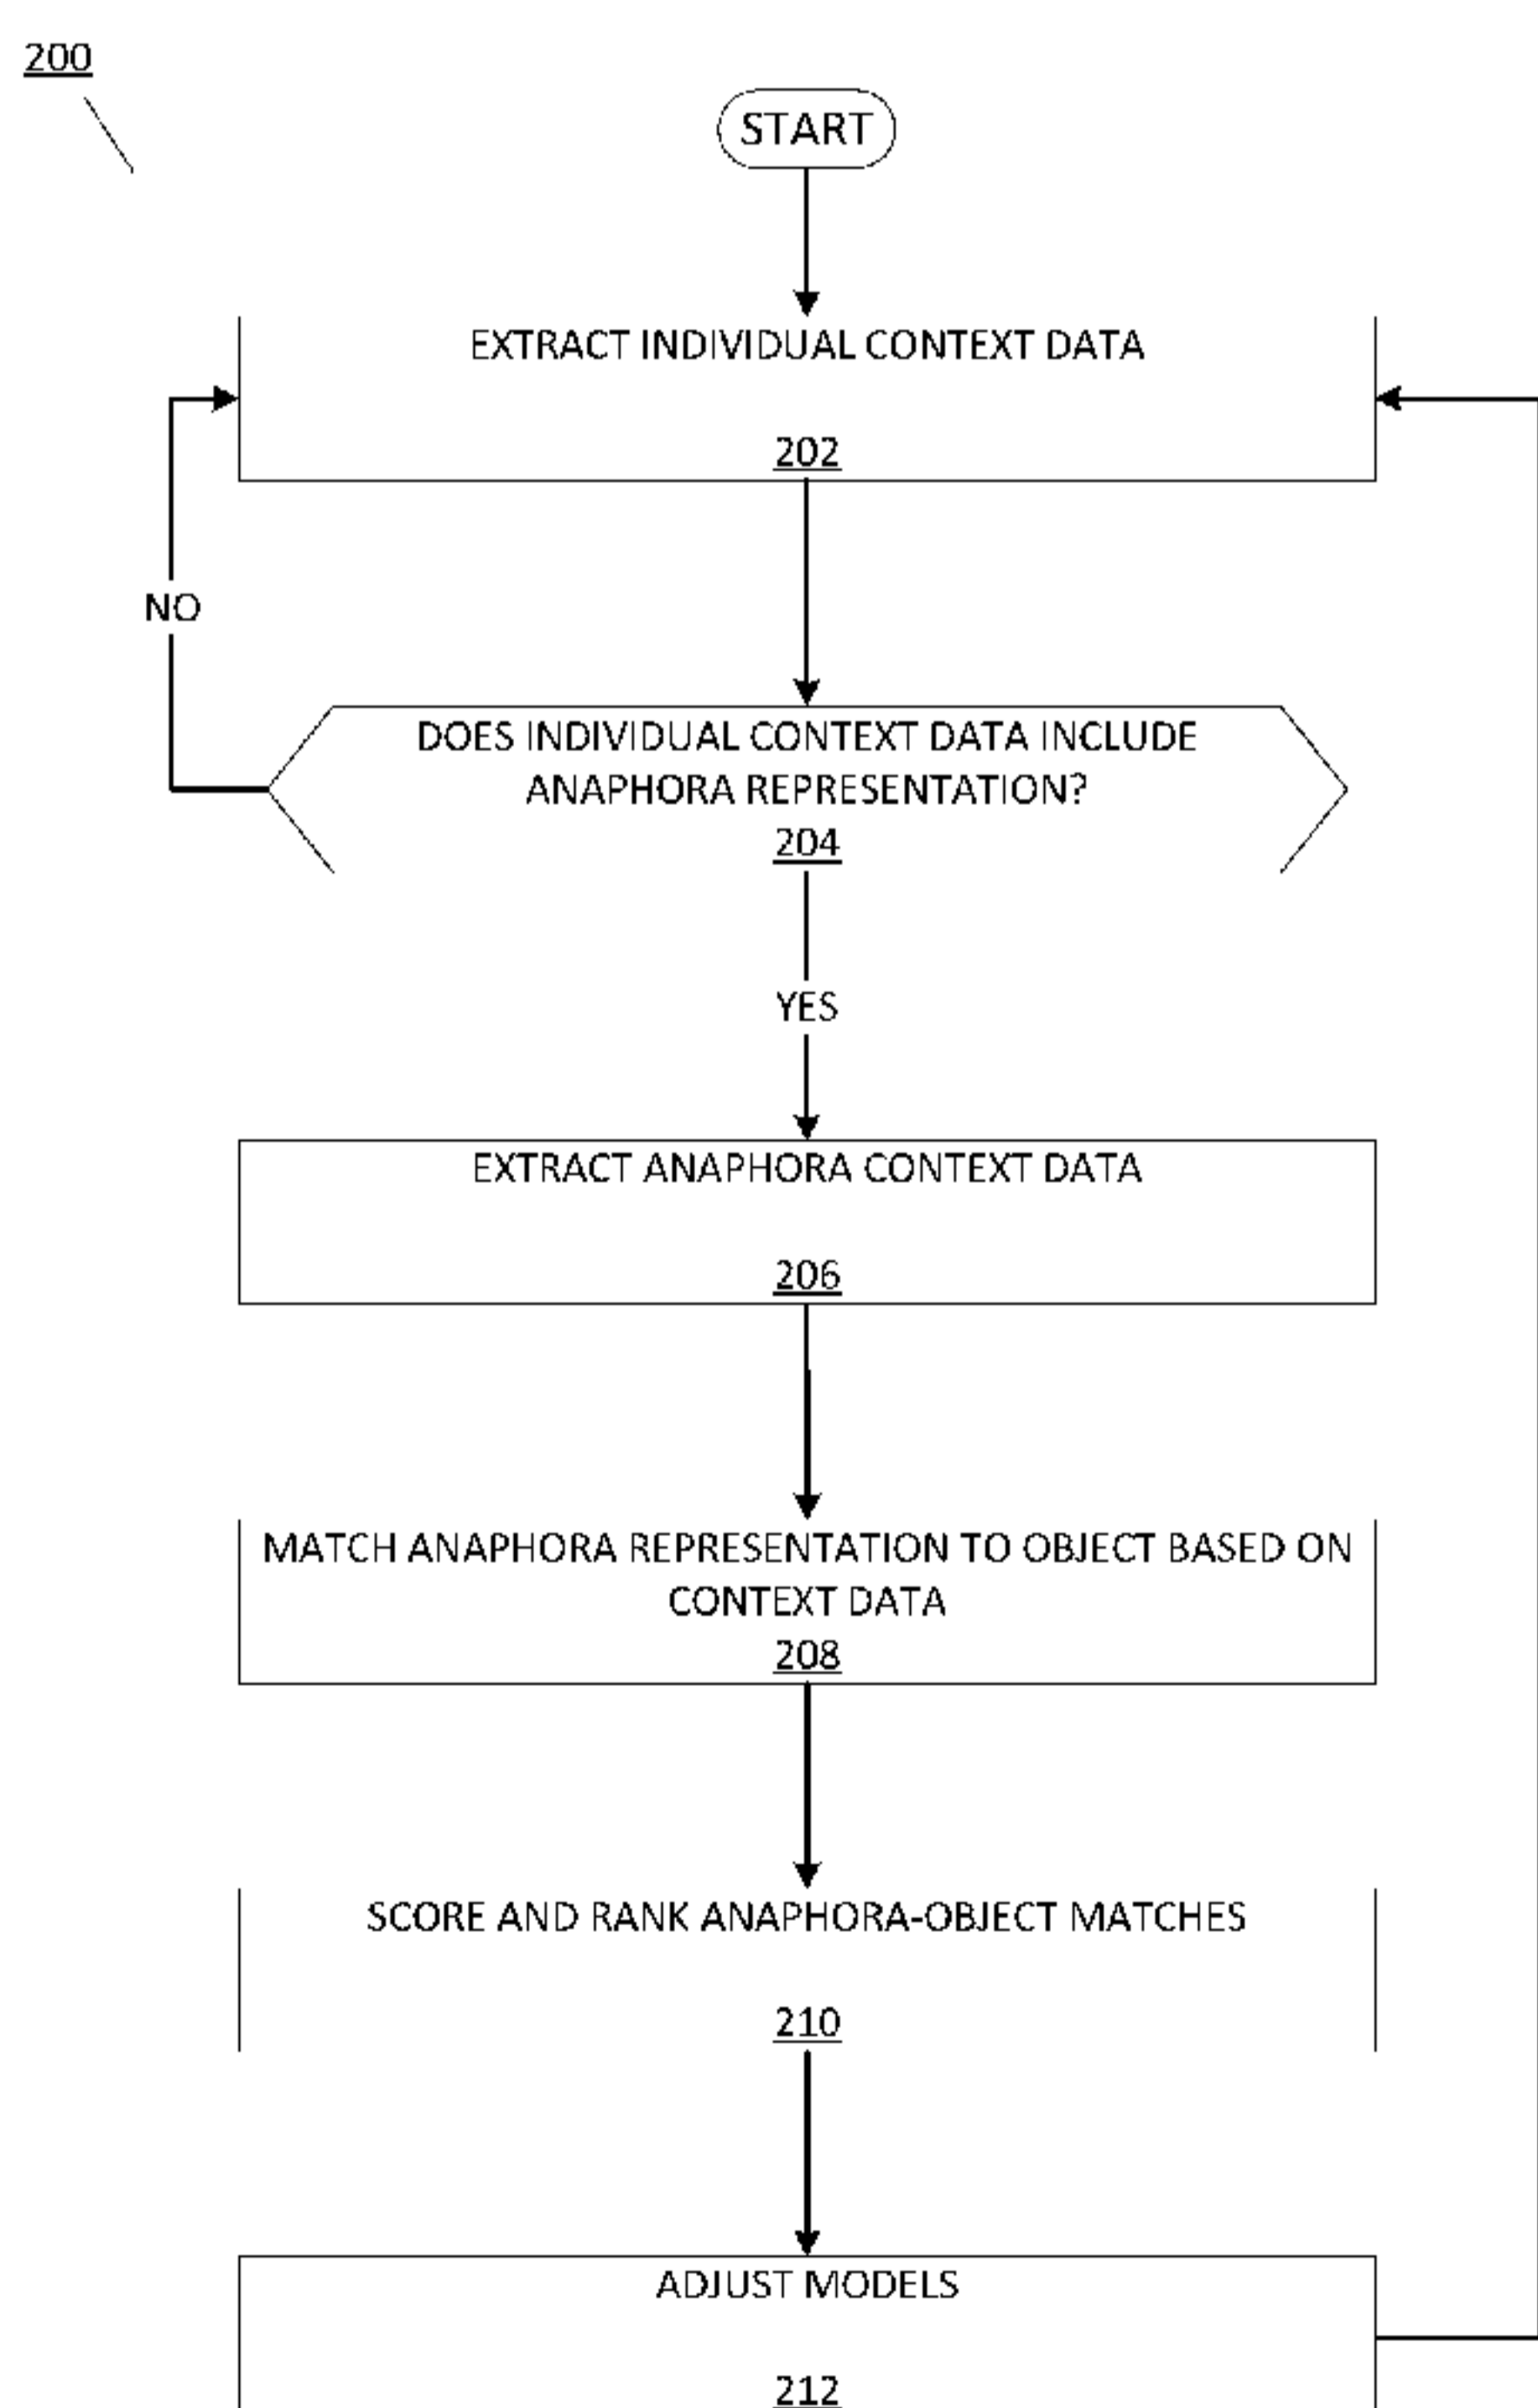 200
START
EXTRACT INDIVIDUAL CONTEXT DATA
202
NO
DOES INDIVIDUAL CONTEXT DATA INCLUDE
ANAPHORA REPRESENTATION?
204
YES
EXTRACT ANAPHORA CONTEXT DATA
206
MATCH ANAPHORA REPRESENTATION TO OBJECT BASED ON
CONTEXT DATA
208
SCORE AND RANK ANAPHORA-OBJECT MATCHES
210
ADJUST MODELS
212